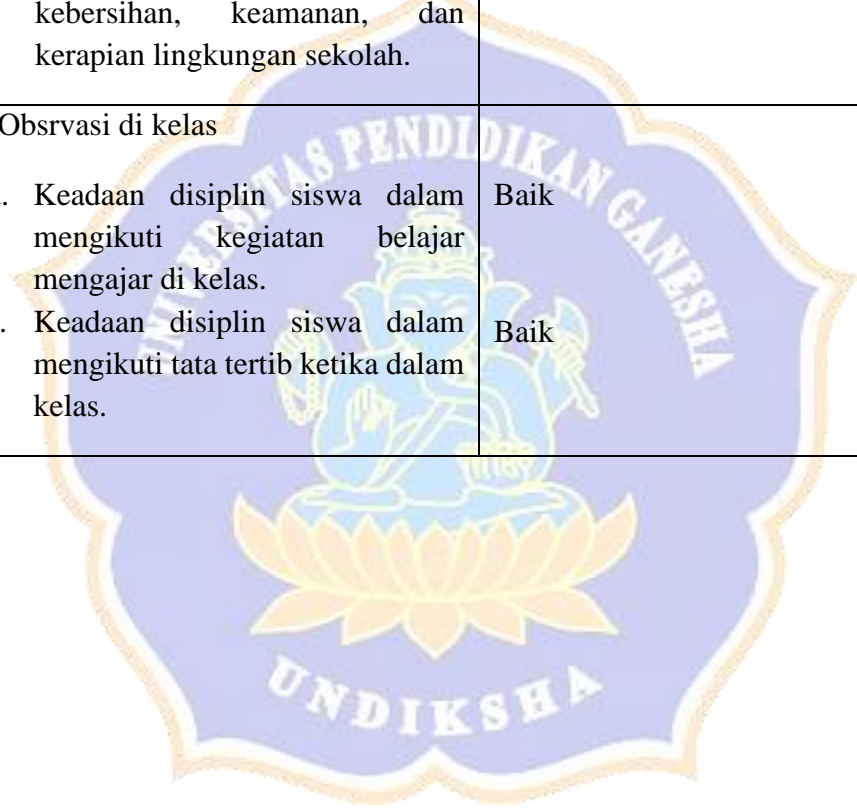 kebersihan, keamanan, dan
kerapian lingkungan sekolah.
Obsrvasi di kelas
. Keadaan disiplin siswa dalam
mengikuti kegiatan belajar
mengajar di kelas.
Baik
. Keadaan disiplin siswa dalam
mengikuti tata tertib ketika dalam
kelas.
Baik
UNIVERSITAS PENDIDIKAN GANESHA
UNDIKSHA